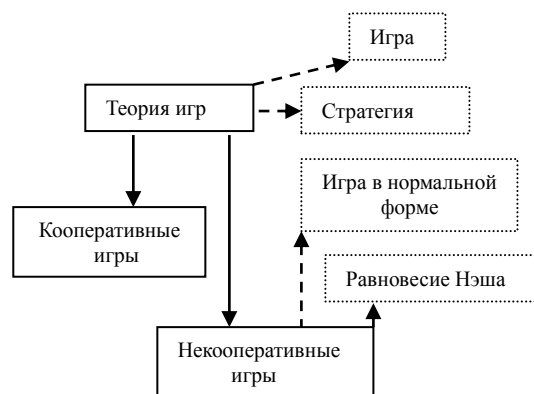 Игра
Теория игр
Стратегия
Игра в нормальной
форме
Кооперативные
игры
Равновесие Нэша
Некооперативные
игры